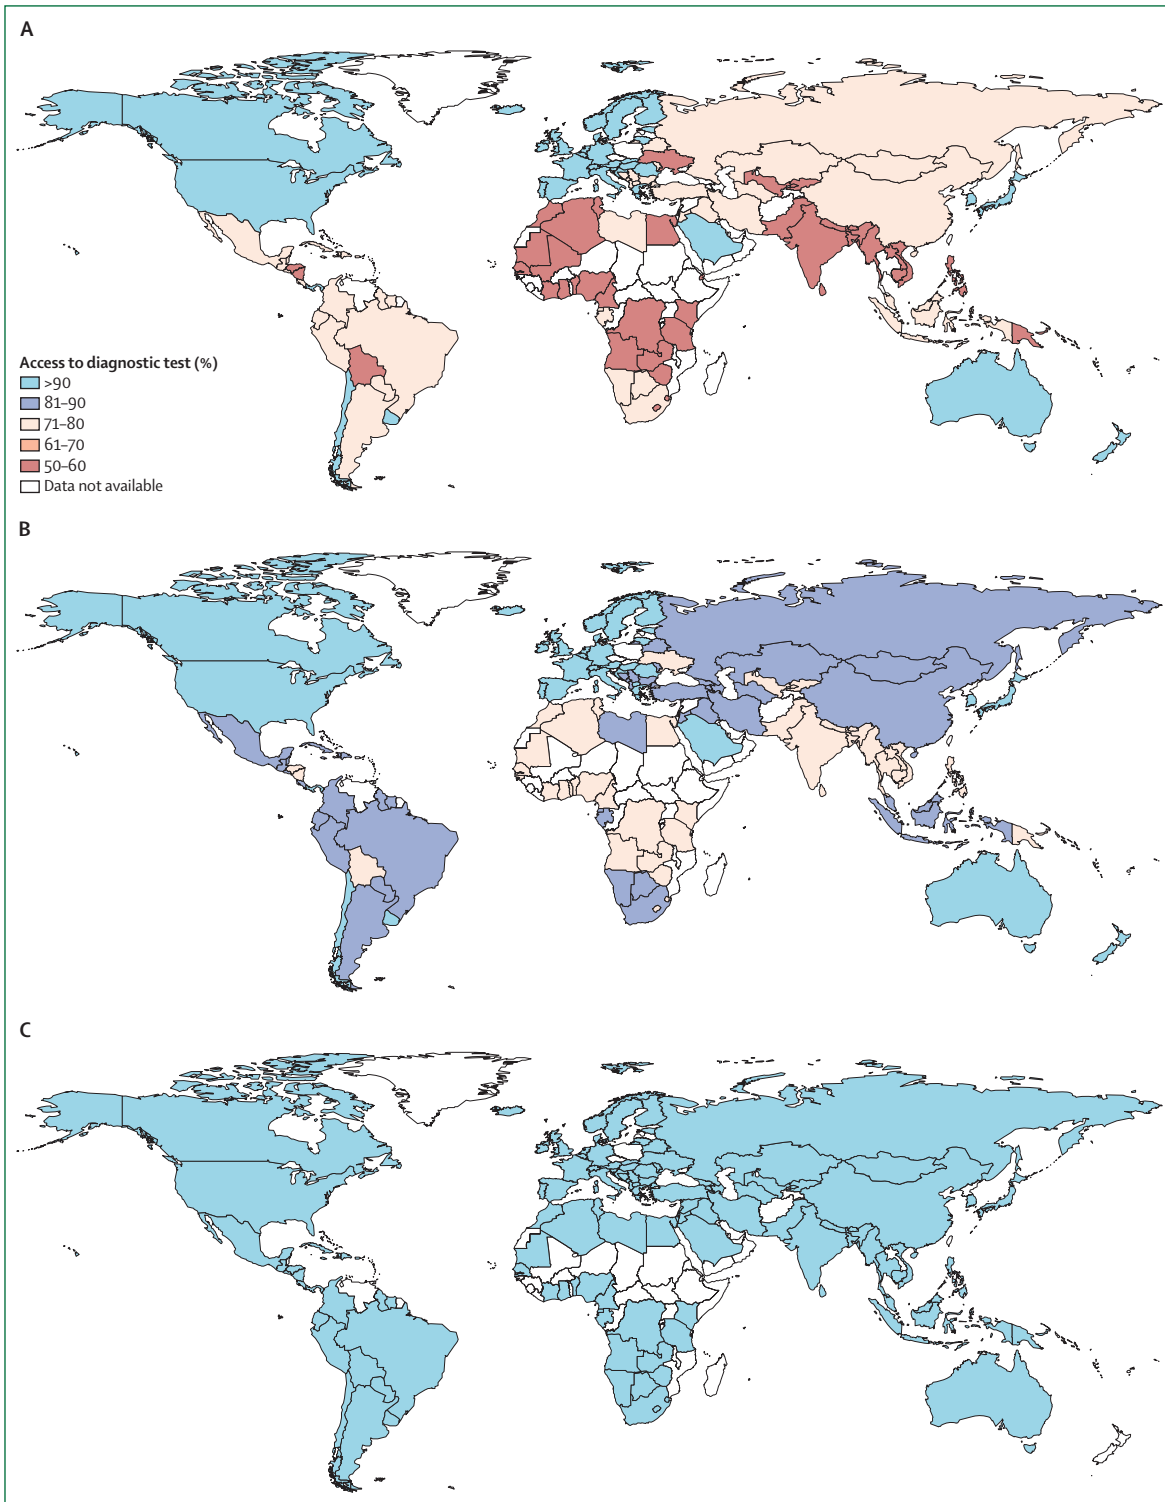 A
Access to diagnostic test (%)
>90
81–90
71–80
61–70
50–60
Data not available
B
C